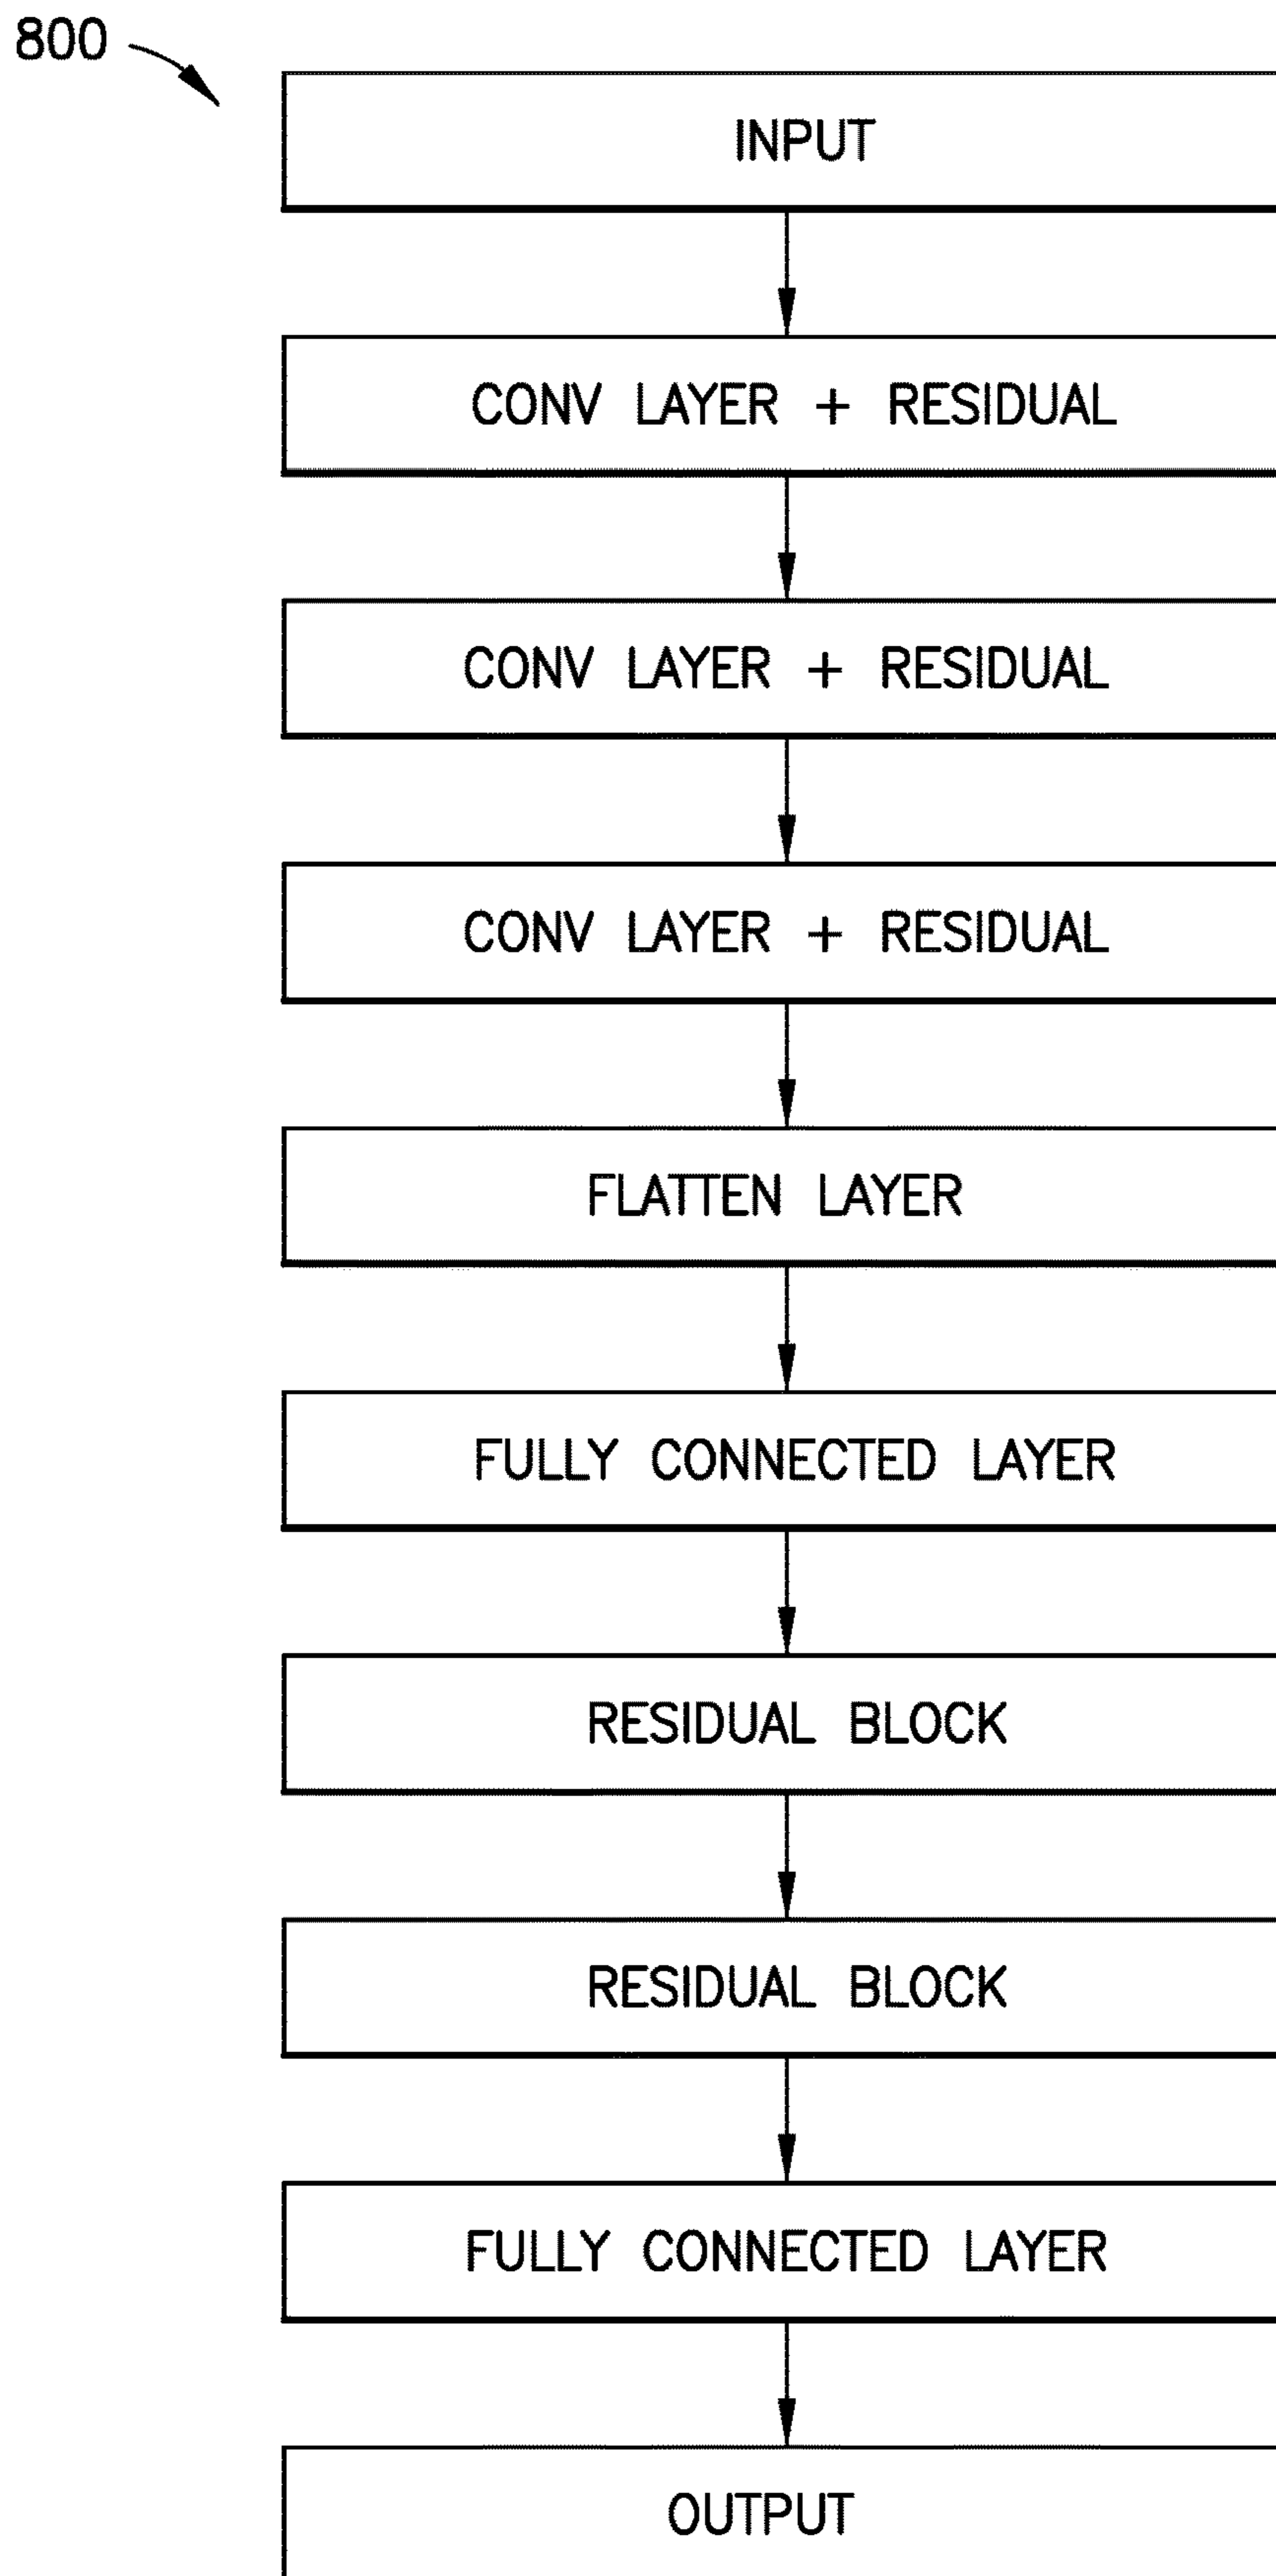 800
INPUT
CONV LAYER + RESIDUAL
CONV LAYER + RESIDUAL
CONV LAYER + RESIDUAL
FLATTEN LAYER
FULLY CONNECTED LAYER
RESIDUAL BLOCK
RESIDUAL BLOCK
FULLY CONNECTED LAYER
OUTPUT